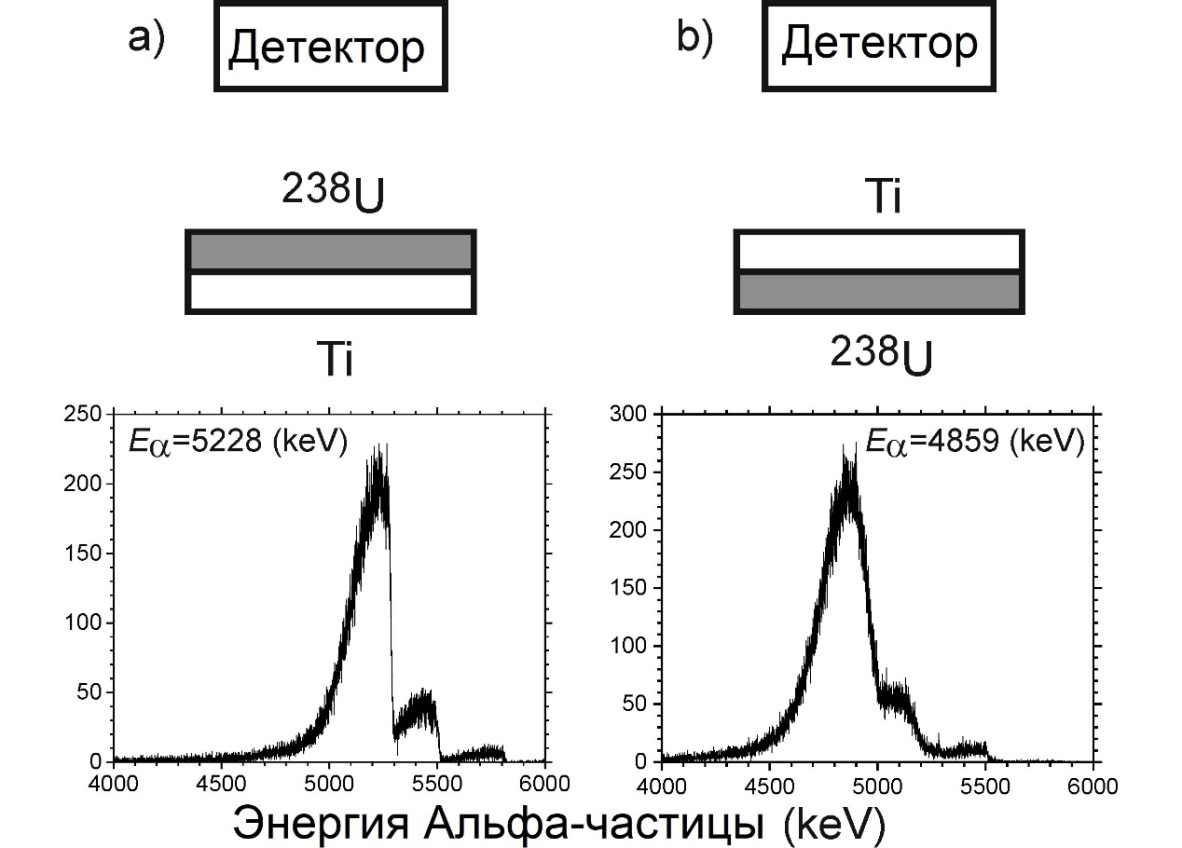 a)
Детектор
b)
Детектор
²³⁸U
Ti
Ti
²³⁸U
250
200
150
100
50
0
Eα=5228 (keV)
4000 4500 5000 5500 6000
300
250
200
150
100
50
0
Eα=4859 (keV)
4000 4500 5000 5500 6000
Энергия Альфа-частицы (keV)